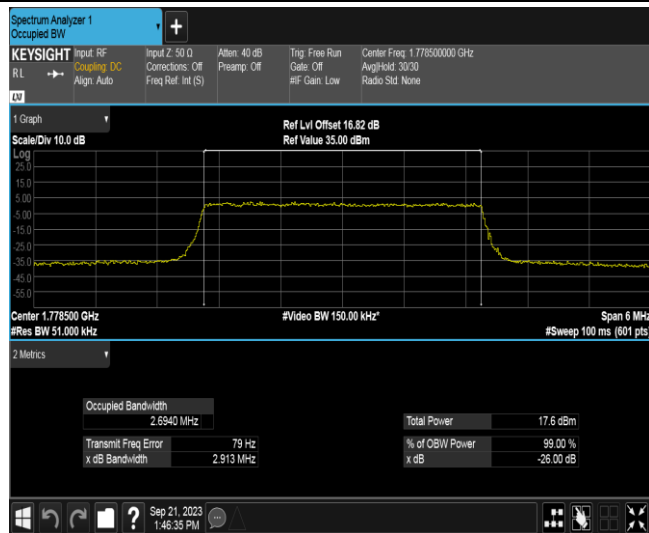 Spectrum Analyzer 1
Occupied BW
KEYSIGHT Input: RF Input Z: 50 Ω Atten: 40 dB Trig: Free Run Center Freq: 1.778500000 GHz
RL Coupling: DC Corrections: Off Preamp: Off Gate: Off Avg|Hold: 30/30
Align: Auto Freq Ref: Int (S) #IF Gain: Low Radio Std: None
1 Graph
Ref Lvl Offset 16.82 dB
Scale/Div 10.0 dB Ref Value 35.00 dBm
Log
25.0
15.0
5.00
-5.00
-15.0
-25.0
-35.0
-45.0
-55.0
Center 1.778500 GHz #Video BW 150.00 kHz* Span 6 MHz
#Res BW 51.000 kHz #Sweep 100 ms (601 pts)
2 Metrics
Occupied Bandwidth
2.6940 MHz Total Power 17.6 dBm
Transmit Freq Error 79 Hz % of OBW Power 99.00 %
x dB Bandwidth 2.913 MHz x dB -26.00 dB
? Sep 21, 2023
1:46:35 PM